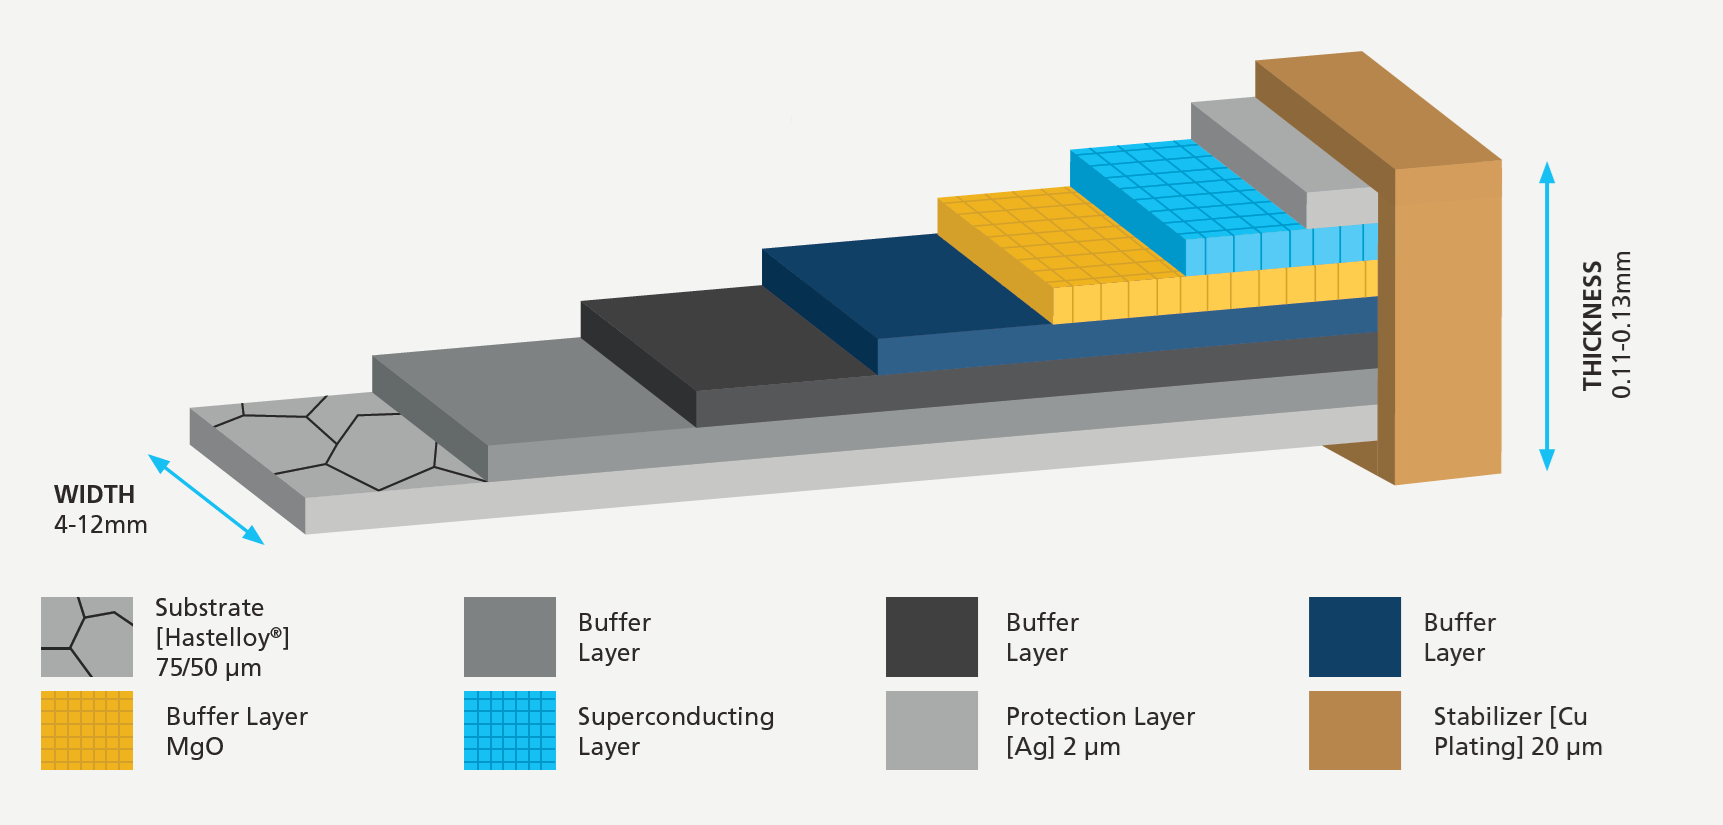 THICKNESS
0.11-0.13mm
WIDTH
4-12mm
Substrate
[Hastelloy®]
75/50 µm
Buffer
Layer
Buffer
Layer
Buffer
Layer
Buffer Layer
MgO
Superconducting
Layer
Protection Layer
[Ag] 2 µm
Stabilizer [Cu
Plating] 20 µm